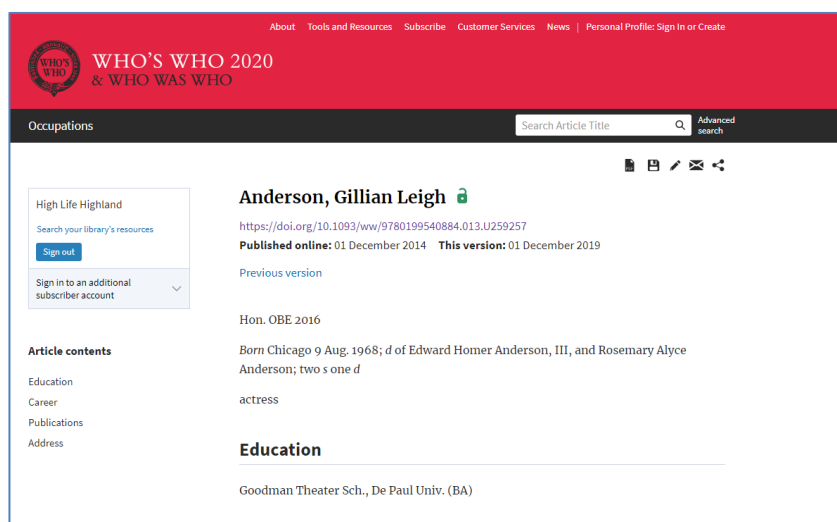 About Tools and Resources Subscribe Customer Services News | Personal Profile: Sign In or Create
WHO'S WHO
WHO'S WHO 2020
& WHO WAS WHO
Occupations
Search Article Title
Advanced search
High Life Highland
Search your library's resources
Sign out
Sign in to an additional
subscriber account
Article contents
Education
Career
Publications
Address
Anderson, Gillian Leigh
https://doi.org/10.1093/ww/9780199540884.013.U259257
Published online: 01 December 2014 This version: 01 December 2019
Previous version
Hon. OBE 2016
Born Chicago 9 Aug. 1968; d of Edward Homer Anderson, III, and Rosemary Alyce
Anderson; two s one d
actress
Education
Goodman Theater Sch., De Paul Univ. (BA)